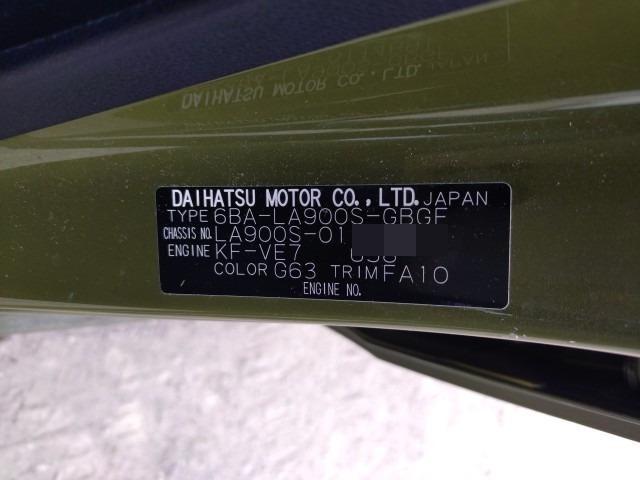 DAIHATSU MOTOR CO., LTD. JAPAN
TYPE 6BA-LA900S-GBGF
CHASSIS NO. LA900S-01
ENGINE KF-VE7
COLOR G63 TRIM FA10
ENGINE NO.